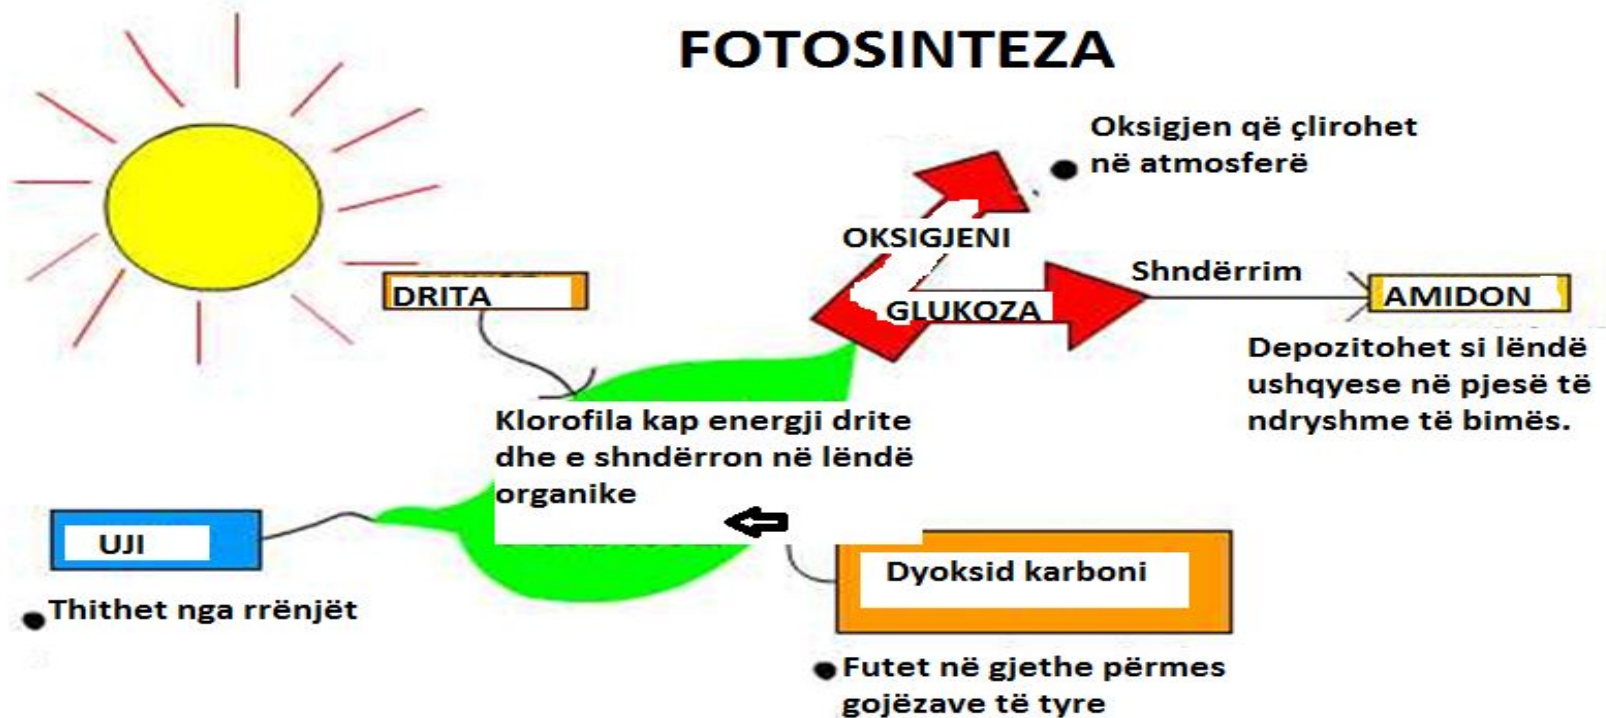 FOTOSINTEZA
Oksigjen që çlirohet
në atmosferë
OKSIGJENI
Shndërrim
DRITA
GLUKOZA
AMIDON
Depozitohet si lëndë
ushqyese në pjesë të
ndryshme të bimës.
Klorofila kap energji drite
dhe e shndërron në lëndë
organike
UJI
Dyoksid karboni
Thithet nga rrënjët
Futet në gjethe përmes
gojëzave të tyre